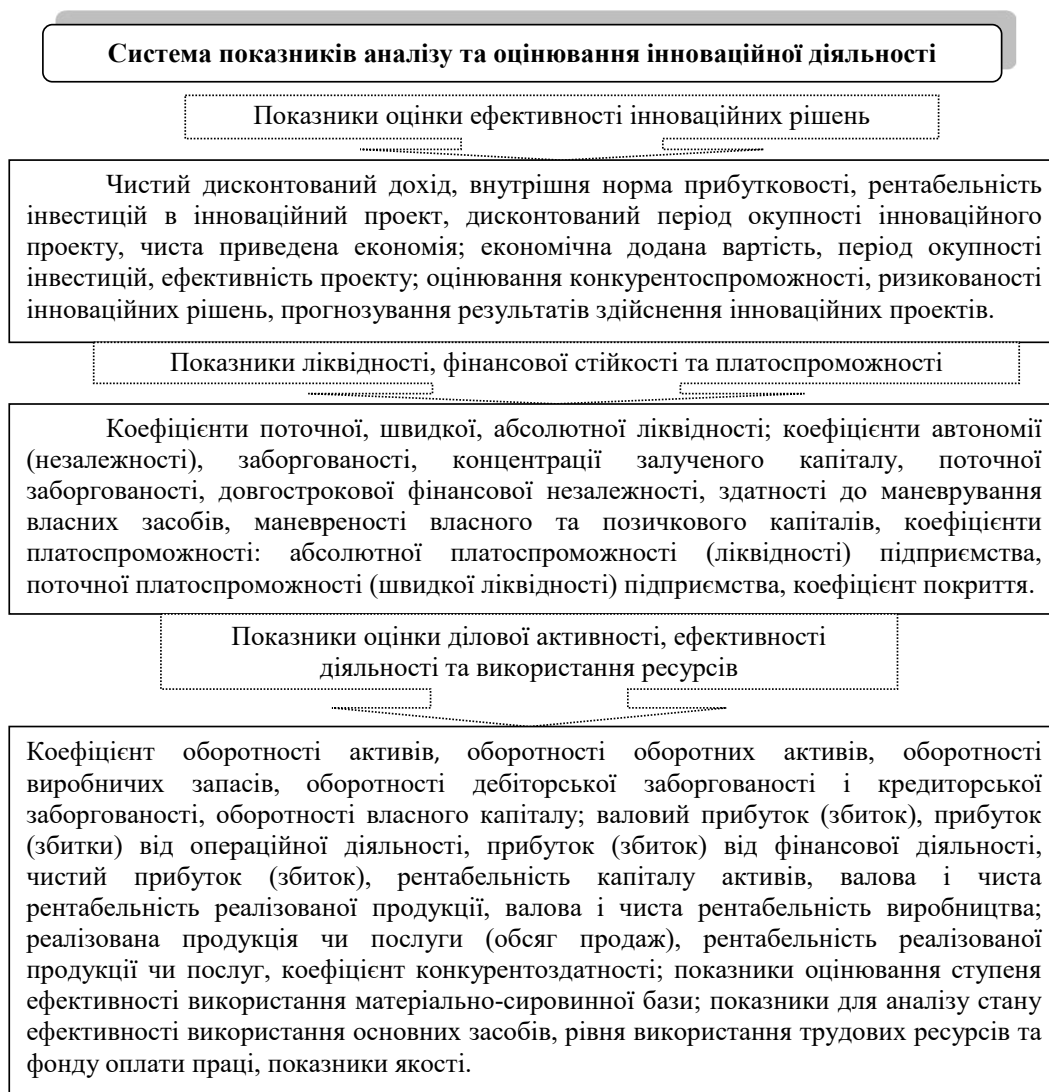 Система показників аналізу та оцінювання інноваційної діяльності
Показники оцінки ефективності інноваційних рішень
Чистий дисконтований дохід, внутрішня норма прибутковості, рентабельність
інвестицій в інноваційний проект, дисконтований період окупності інноваційного
проекту, чиста приведена економія; економічна додана вартість, період окупності
інвестицій, ефективність проекту; оцінювання конкурентоспроможності, ризикованості
інноваційних рішень, прогнозування результатів здійснення інноваційних проектів.
Показники ліквідності, фінансової стійкості та платоспроможності
Коефіцієнти поточної, швидкої, абсолютної ліквідності; коефіцієнти автономії
(незалежності), заборгованості, концентрації залученого капіталу, поточної
заборгованості, довгострокової фінансової незалежності, здатності до маневрування
власних засобів, маневреності власного та позичкового капіталів, коефіцієнти
платоспроможності: абсолютної платоспроможності (ліквідності) підприємства,
поточної платоспроможності (швидкої ліквідності) підприємства, коефіцієнт покриття.
Показники оцінки ділової активності, ефективності
діяльності та використання ресурсів
Коефіцієнт оборотності активів, оборотності оборотних активів, оборотності
виробничих запасів, оборотності дебіторської заборгованості і кредиторської
заборгованості, оборотності власного капіталу; валовий прибуток (збиток), прибуток
(збитки) від операційної діяльності, прибуток (збиток) від фінансової діяльності,
чистий прибуток (збиток), рентабельність капіталу активів, валова і чиста
рентабельність реалізованої продукції, валова і чиста рентабельність виробництва;
реалізована продукція чи послуги (обсяг продаж), рентабельність реалізованої
продукції чи послуг, коефіцієнт конкурентоздатності; показники оцінювання ступеня
ефективності використання матеріально-сировинної бази; показники для аналізу стану
ефективності використання основних засобів, рівня використання трудових ресурсів та
фонду оплати праці, показники якості.